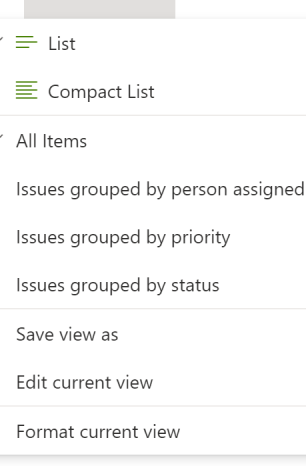 List
Compact List
All Items
Issues grouped by person assigned
Issues grouped by priority
Issues grouped by status
Save view as
Edit current view
Format current view